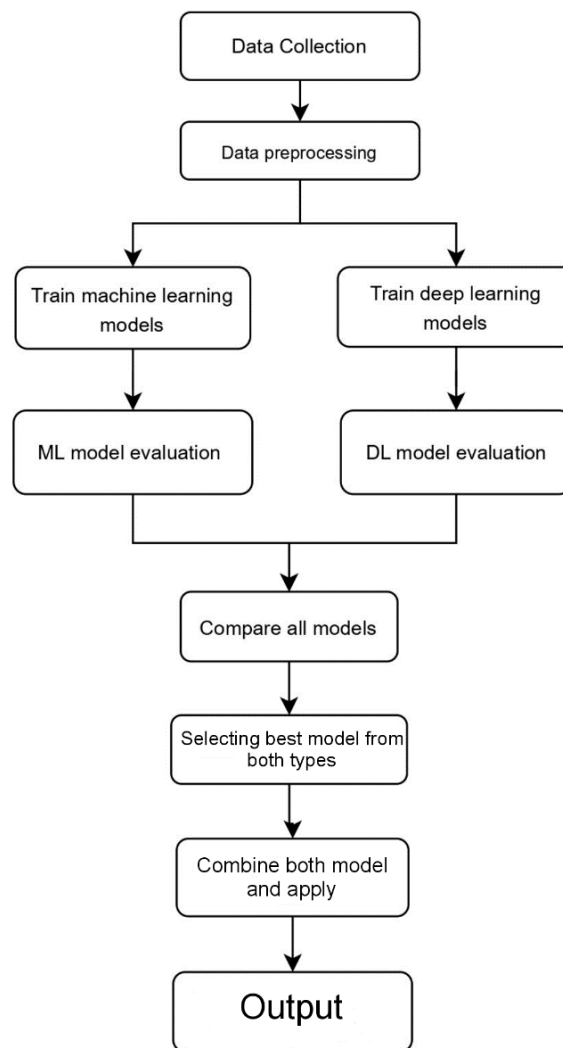 Data Collection
Data preprocessing
Train machine learning
models
Train deep learning
models
ML model evaluation
DL model evaluation
Compare all models
Selecting best model from
both types
Combine both model
and apply
Output